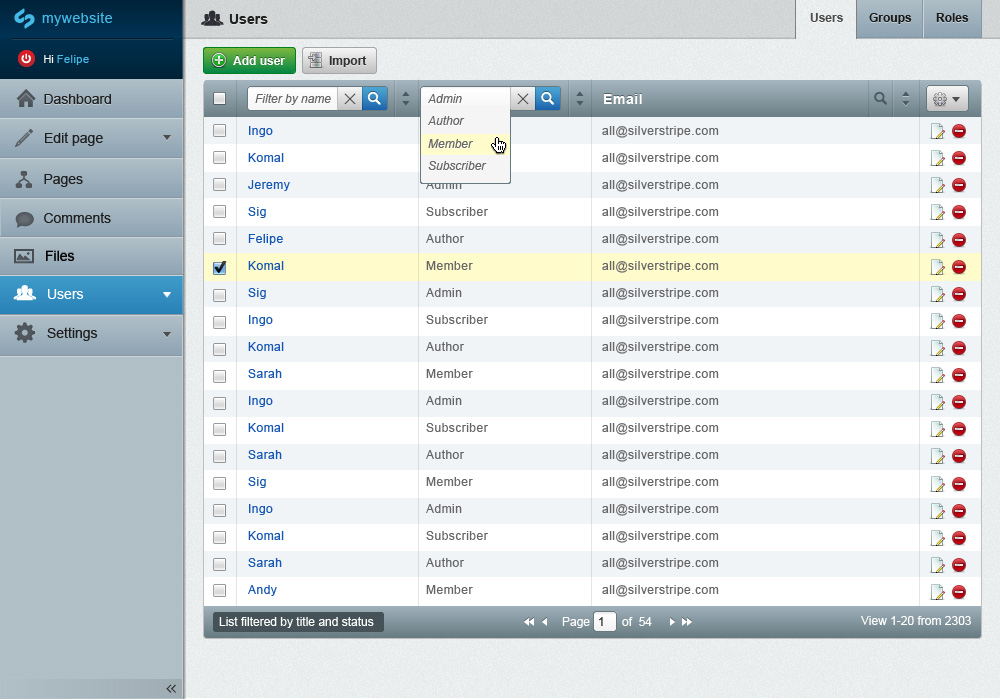 mywebsite
Users
Users Groups Roles
Hi Felipe
Add user Import
Dashboard
Edit page
Pages
Comments
Files
Users
Settings
Filter by name Admin Email
Author
Member
Subscriber
Ingo all@silverstripe.com
Komal all@silverstripe.com
Jeremy Admin all@silverstripe.com
Sig Subscriber all@silverstripe.com
Felipe Author all@silverstripe.com
Komal Member all@silverstripe.com
Sig Admin all@silverstripe.com
Ingo Subscriber all@silverstripe.com
Komal Author all@silverstripe.com
Sarah Member all@silverstripe.com
Ingo Admin all@silverstripe.com
Komal Subscriber all@silverstripe.com
Sarah Author all@silverstripe.com
Sig Member all@silverstripe.com
Ingo Admin all@silverstripe.com
Komal Subscriber all@silverstripe.com
Sarah Author all@silverstripe.com
Andy Member all@silverstripe.com
List filtered by title and status Page 1 of 54 View 1-20 from 2303